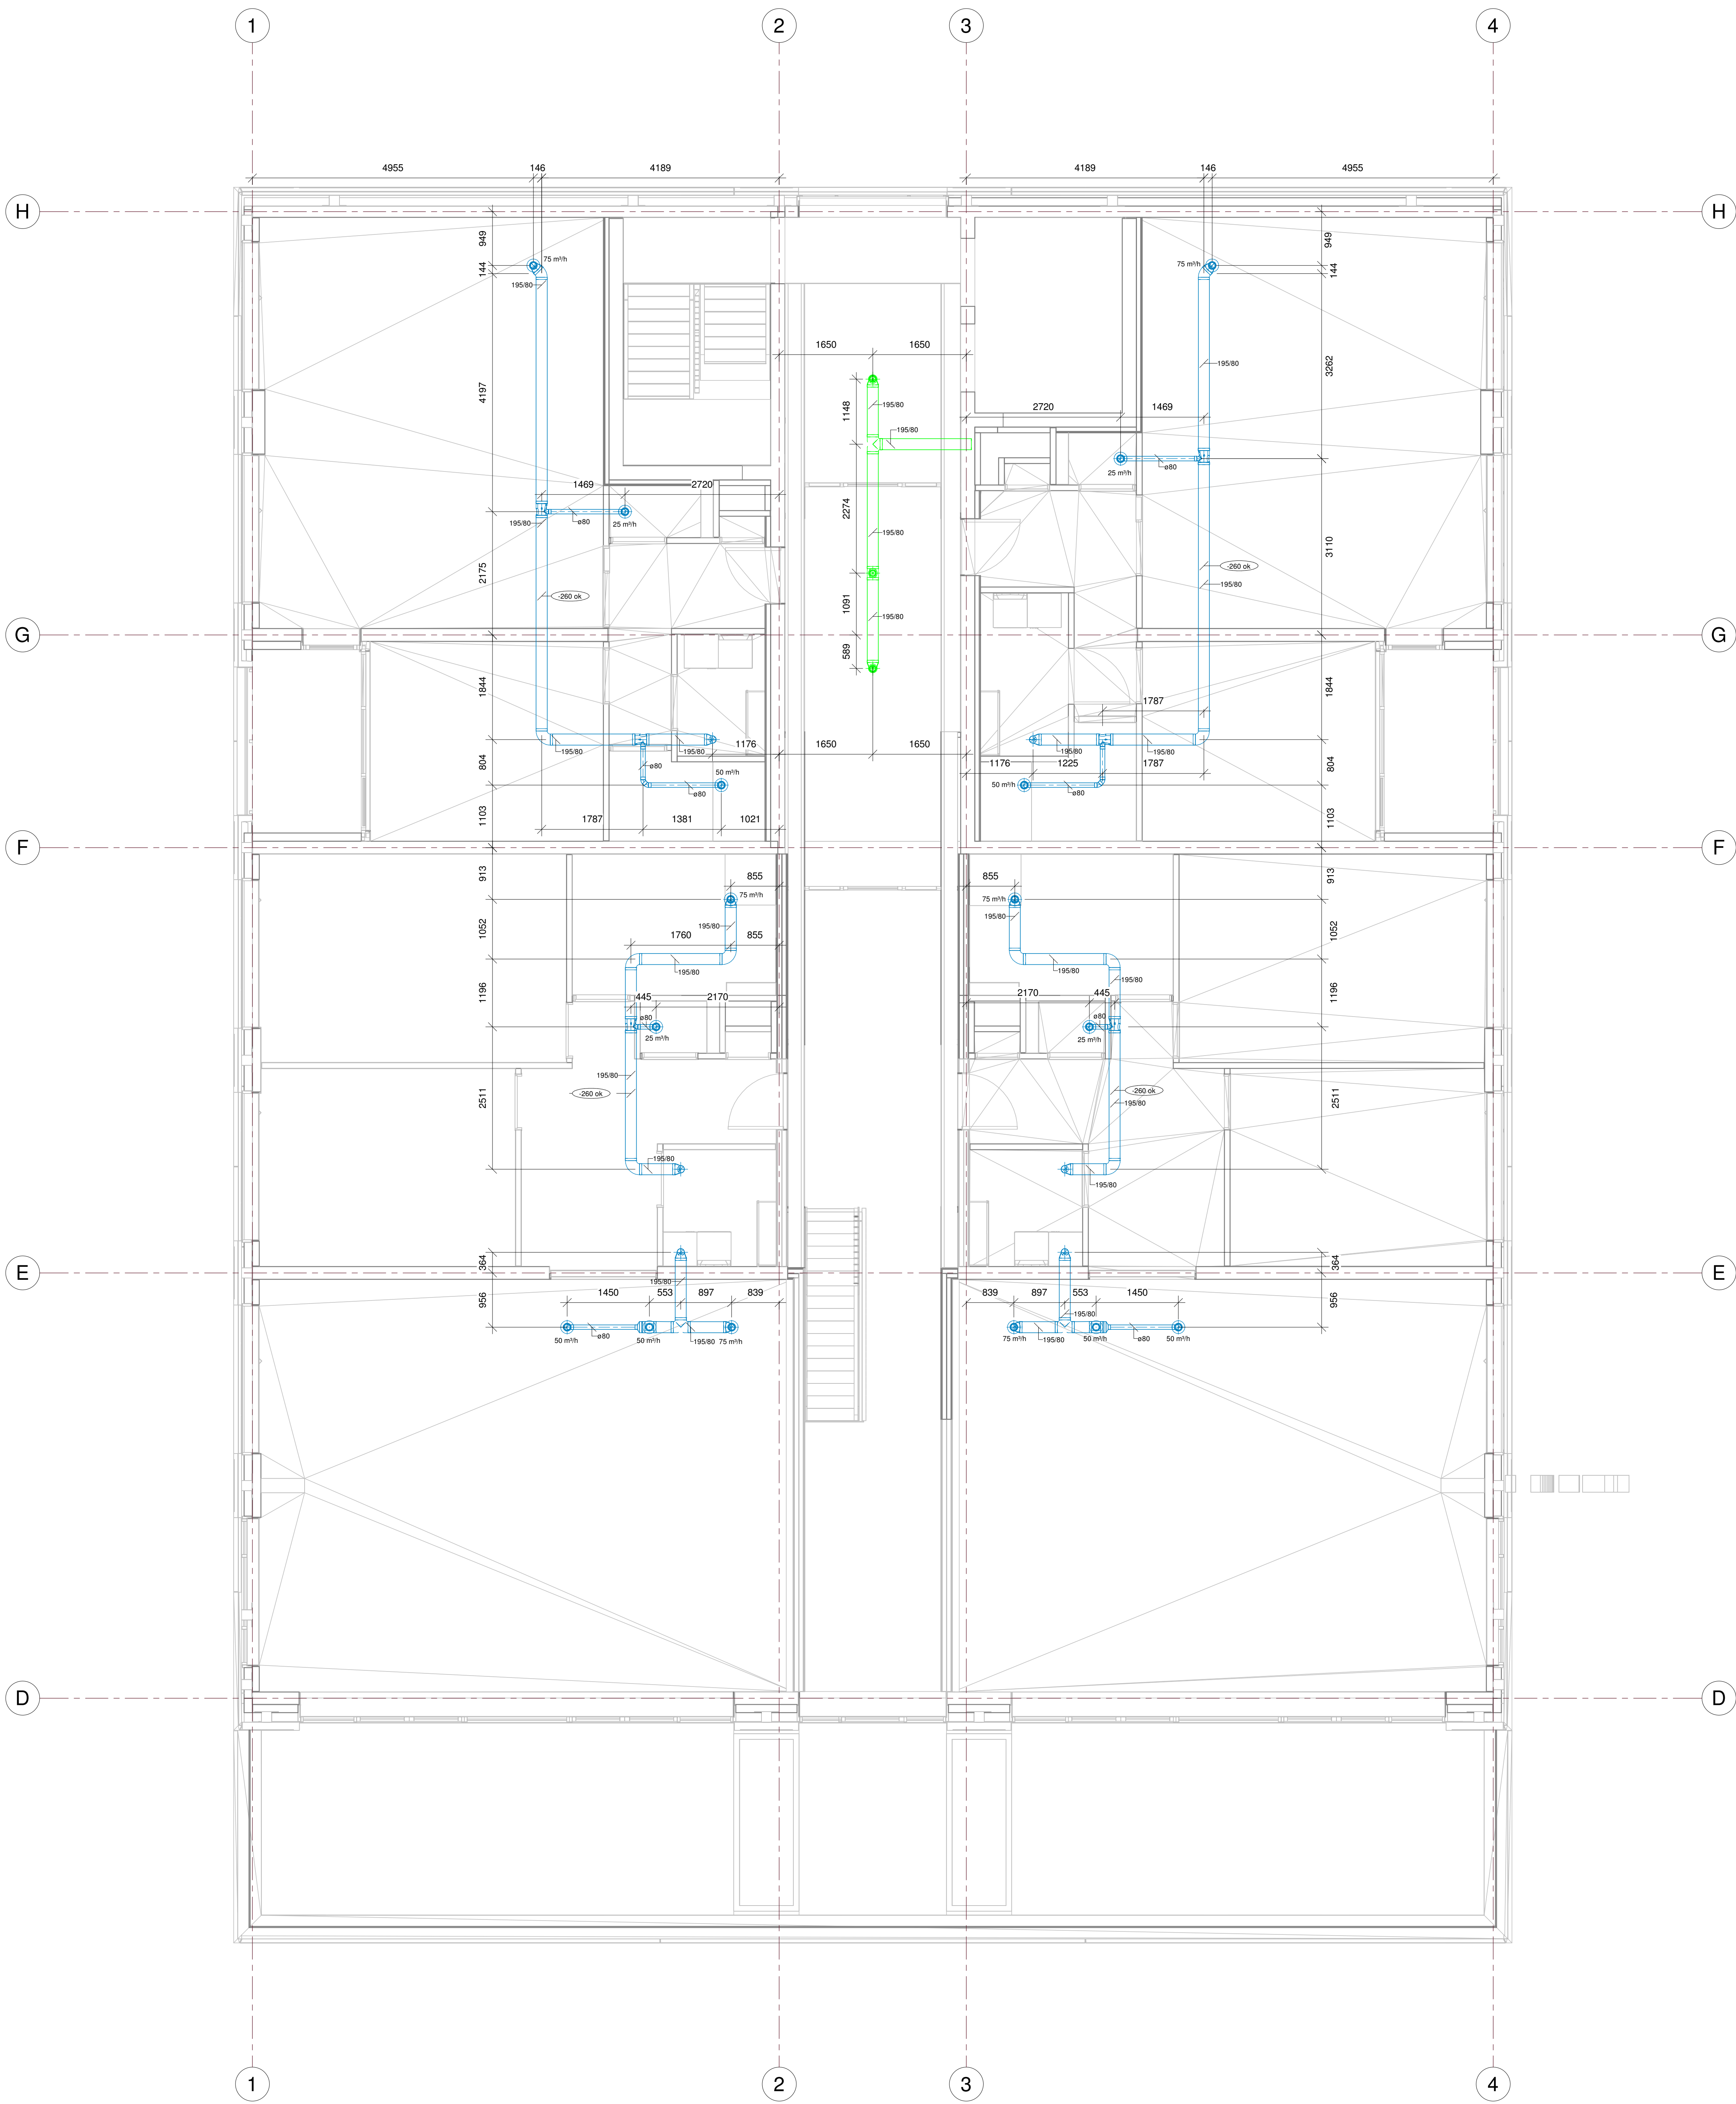 1 2 3 4
4955 146 4189 4189 146 4955
H H
949 949
75 m³/h 75 m³/h
144 144
195/80
1650 1650
4197 195/80 3262
1148 195/80
2720 1469
195/80
25 m³/h ø80
1469 2720
2274
195/80 ø80 25 m³/h 195/80
3110
2175 -260 ok -260 ok
195/80
1091 195/80
G G
589
1844 1844
1787
195/80 195/80 1176 1650 1650 195/80 195/80
804 ø80 1176 1225 1787 804
50 m³/h
ø80 50 m³/h ø80
1103 1103
1787 1381 1021
F F
913 855 855 913
75 m³/h 75 m³/h
195/80 195/80
1052 1052
1760 855
195/80 195/80
195/80
1196 445 2170 2170 445 1196
ø80 ø80
25 m³/h 25 m³/h
195/80
2511 -260 ok -260 ok 2511
195/80
195/80
195/80
364 364
E E
195/80
956 1450 553 897 839 839 897 553 1450 956
195/80
ø80 195/80 ø80
50 m³/h 50 m³/h 195/80 75 m³/h 75 m³/h 50 m³/h 50 m³/h
D D
1 2 3 4